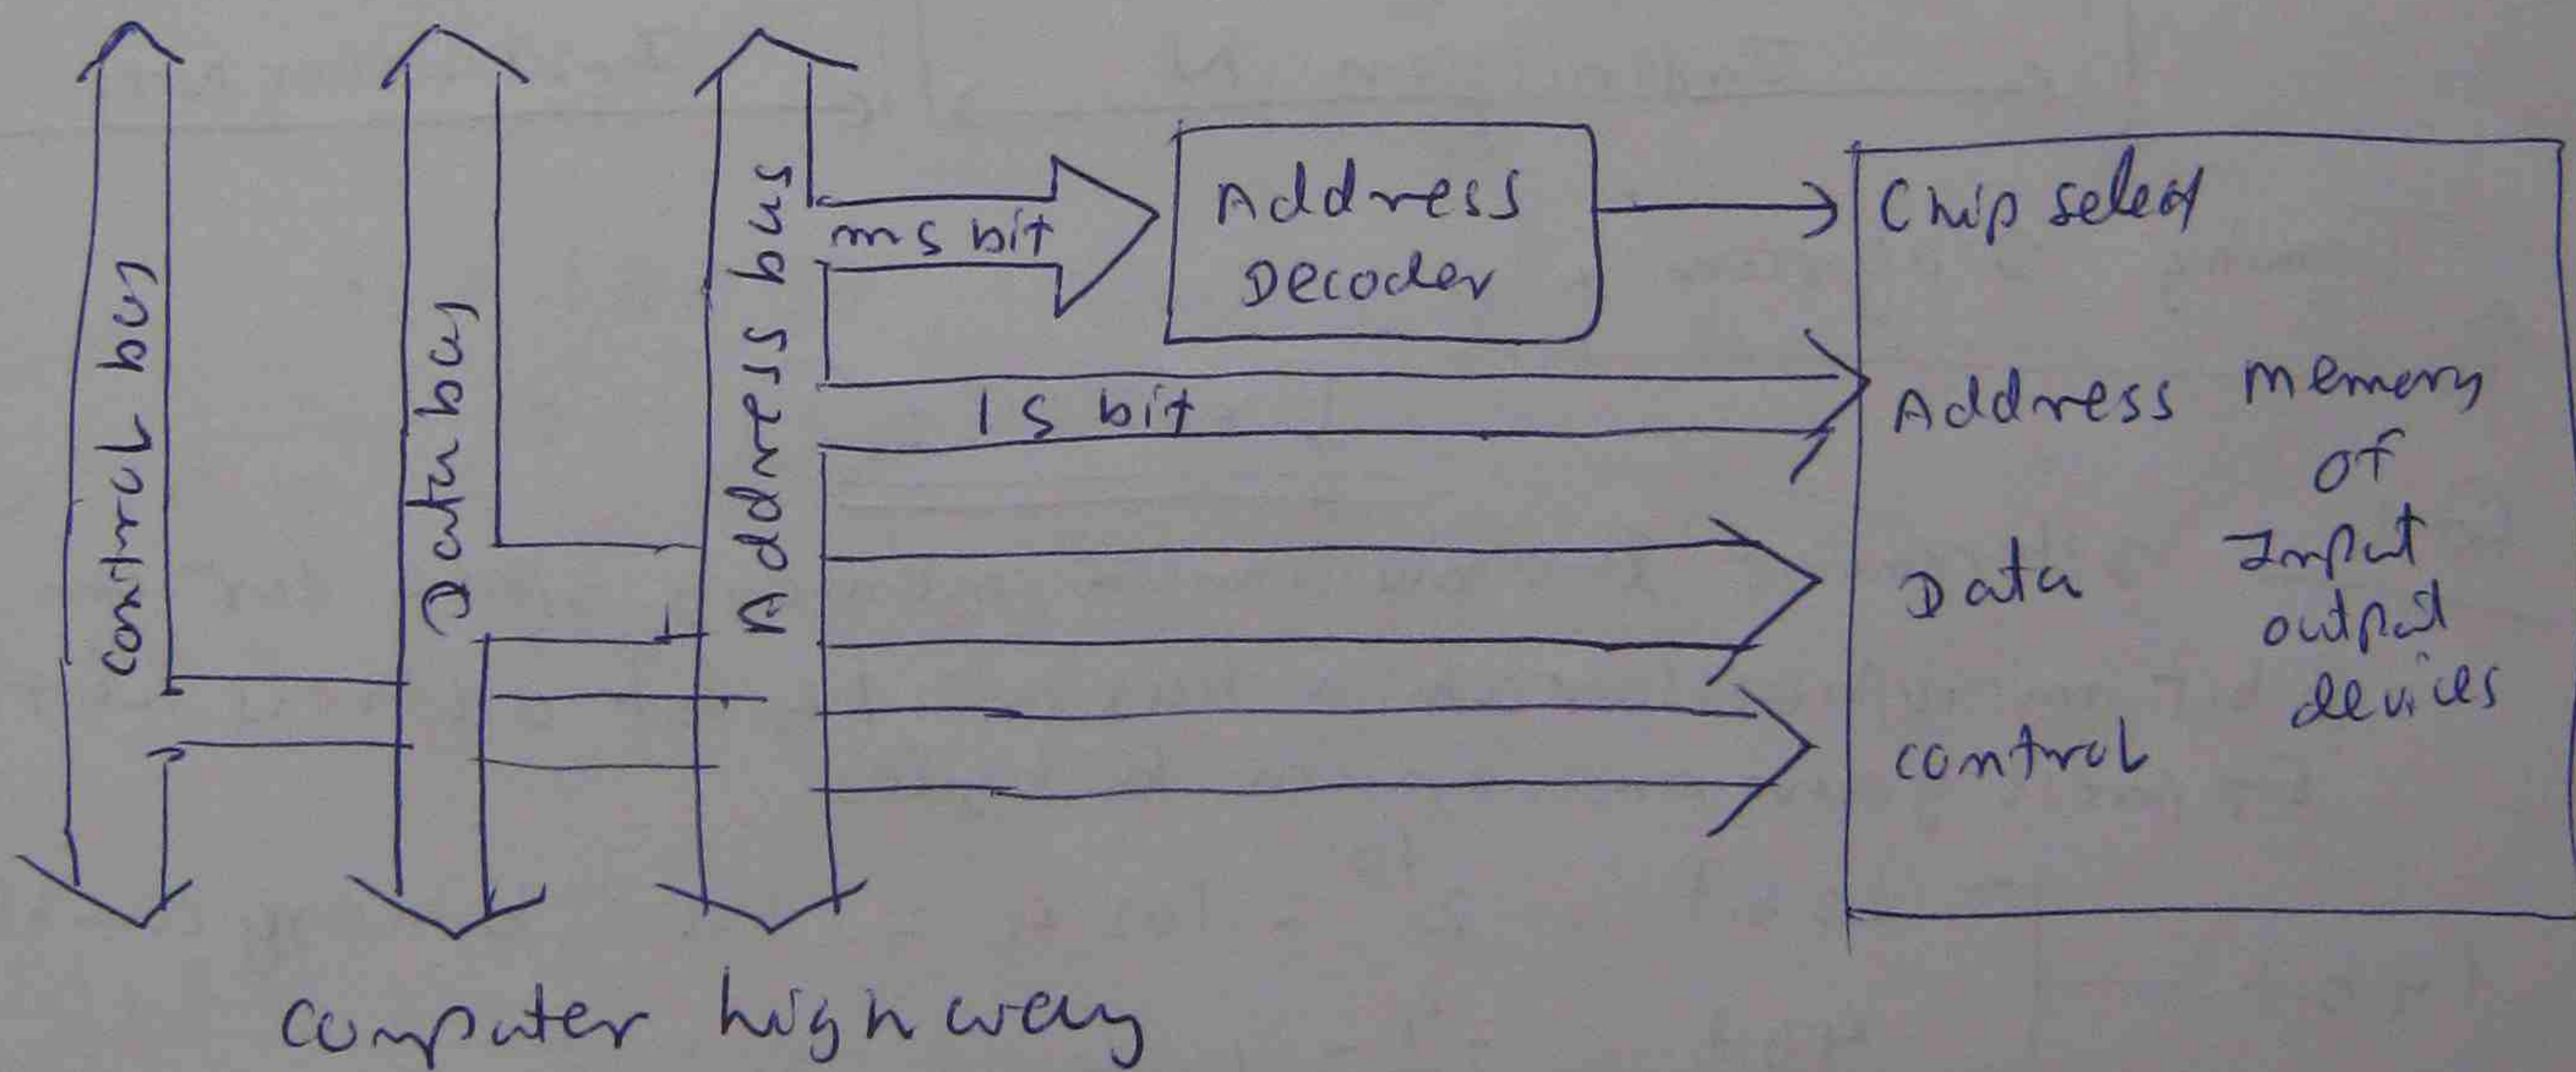 control bus
Data bus
Address bus
ms bit
Address
Decoder
Chip select
ls bit
Address
memory
of
Input
output
devices
Data
control
computer highway